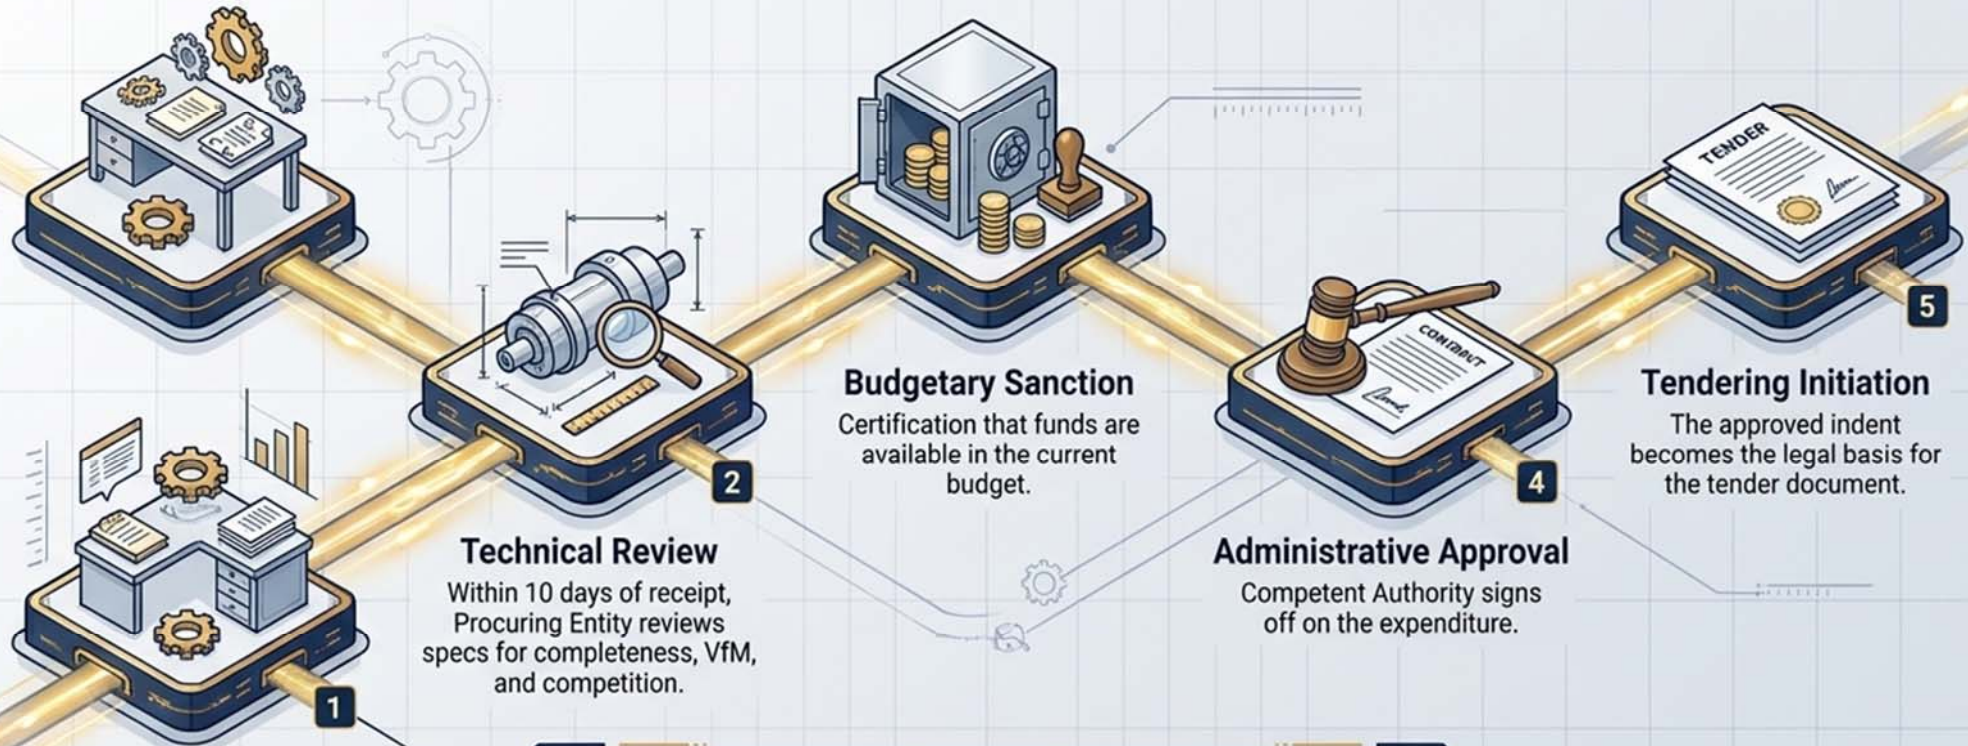 TENDER
5
Budgetary Sanction
Certification that funds are
available in the current
budget.
Tendering Initiation
The approved indent
becomes the legal basis for
the tender document.
2
4
Technical Review
Within 10 days of receipt,
Procuring Entity reviews
specs for completeness, VfM,
and competition.
Administrative Approval
Competent Authority signs
off on the expenditure.
1